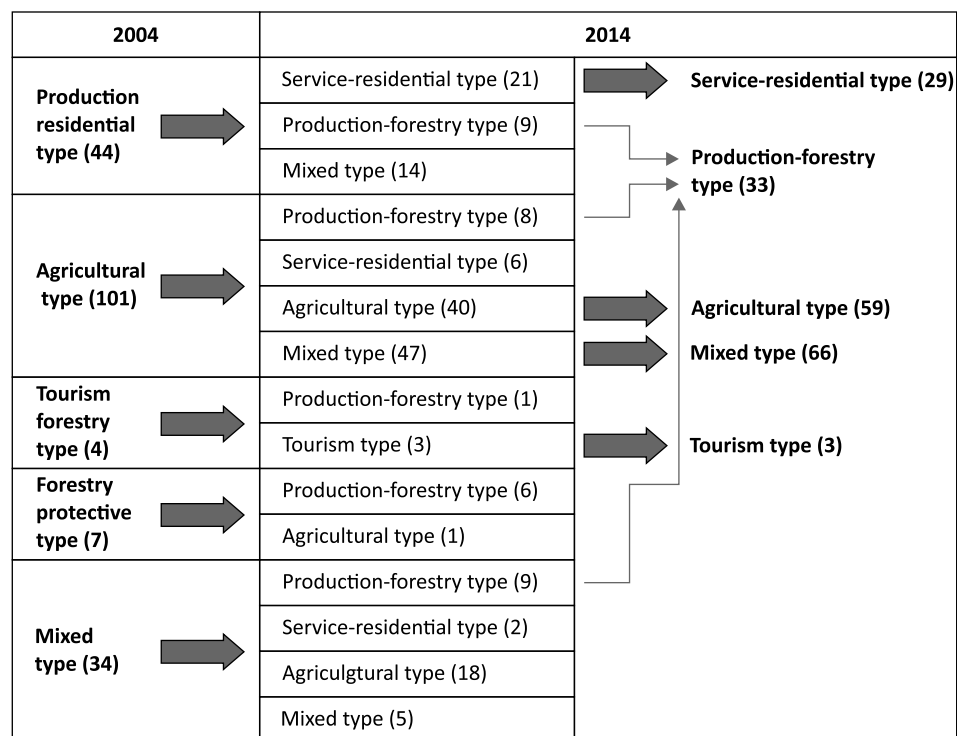 2004
2014
Production
residential
type (44)
Service-residential type (21)
Production-forestry type (9)
Mixed type (14)
Service-residential type (29)
Production-forestry
type (33)
Agricultural
type (101)
Production-forestry type (8)
Service-residential type (6)
Agricultural type (40)
Mixed type (47)
Agricultural type (59)
Mixed type (66)
Tourism
forestry
type (4)
Production-forestry type (1)
Tourism type (3)
Tourism type (3)
Forestry
protective
type (7)
Production-forestry type (6)
Agricultural type (1)
Mixed
type (34)
Production-forestry type (9)
Service-residential type (2)
Agriculgtural type (18)
Mixed type (5)